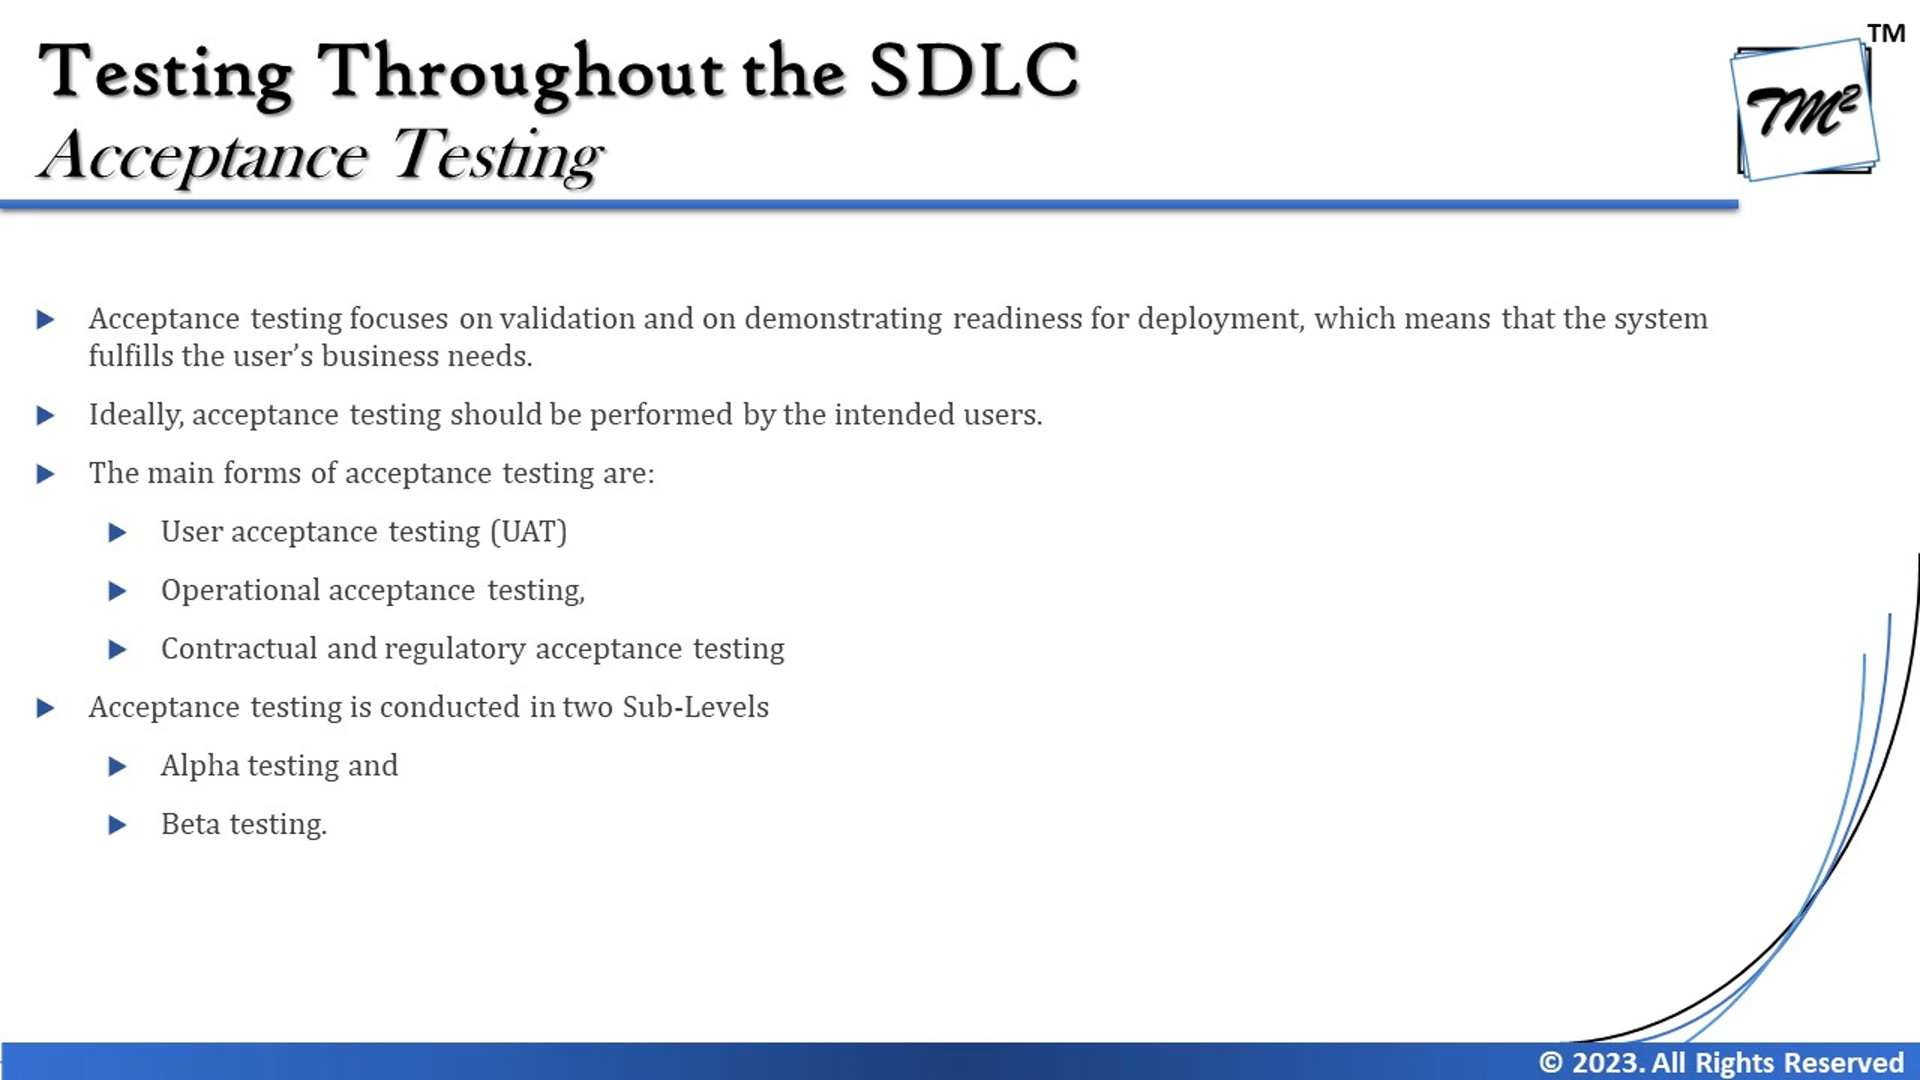 Testing Throughout the SDLC
Acceptance Testing
TM
TM²
Acceptance testing focuses on validation and on demonstrating readiness for deployment, which means that the system
fulfills the user’s business needs.
Ideally, acceptance testing should be performed by the intended users.
The main forms of acceptance testing are:
User acceptance testing (UAT)
Operational acceptance testing,
Contractual and regulatory acceptance testing
Acceptance testing is conducted in two Sub-Levels
Alpha testing and
Beta testing.
© 2023. All Rights Reserved